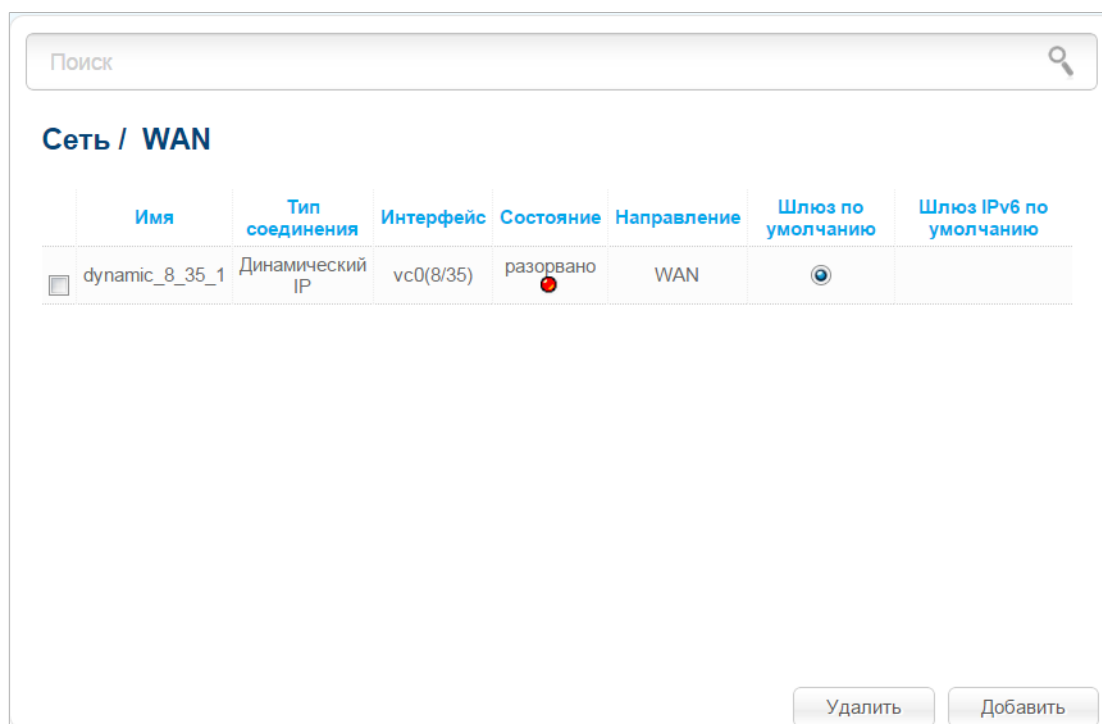 Поиск
Сеть / WAN
Имя Тип соединения Интерфейс Состояние Направление Шлюз по умолчанию Шлюз IPv6 по умолчанию
dynamic_8_35_1 Динамический IP vc0(8/35) разорвано WAN
Удалить Добавить